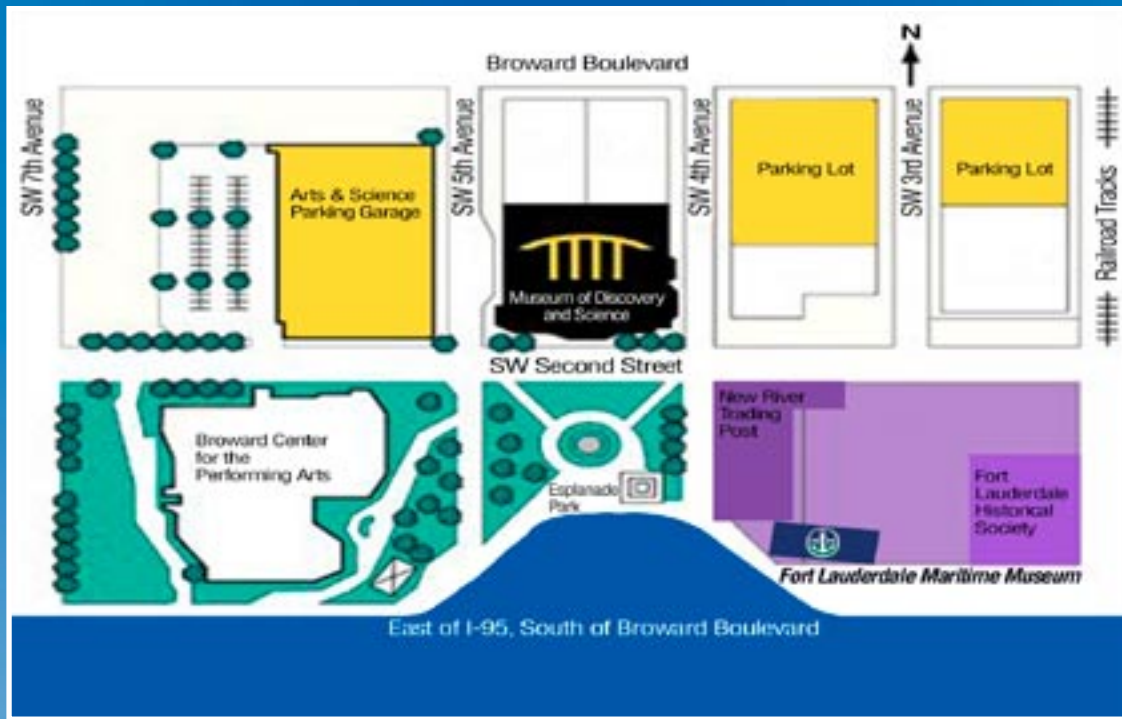 N
Broward Boulevard
SW 7th Avenue
SW 5th Avenue
SW 4th Avenue
SW 3rd Avenue
Railroad Tracks
Arts & Science
Parking Garage
Parking Lot
Parking Lot
Museum of Discovery
and Science
SW Second Street
Broward Center
for the
Performing Arts
Esplanade
Park
New River
Trading
Post
Fort
Lauderdale
Historical
Society
Fort Lauderdale Maritime Museum
East of I-95, South of Broward Boulevard